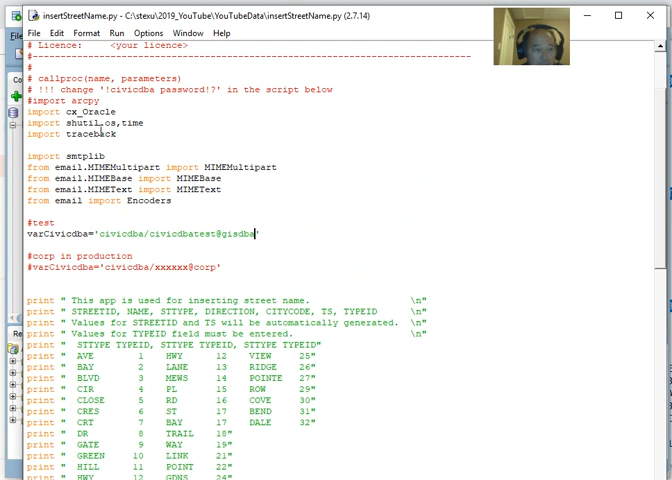 insertStreetName.py - C:\stexu\2019_YouTube\YouTubeData\insertStreetName.py (2.7.14)
File Edit Format Run Options Window Help
# Licence: <your licence>
#-------------------------------------------------------------------------------
#
# callproc(name, parameters)
# !!! change '!civicdba password!?' in the script below
#import arcpy
import cx_Oracle
import shutil,os,time
import traceback
import smtplib
from email.MIMEMultipart import MIMEMultipart
from email.MIMEBase import MIMEBase
from email.MIMEText import MIMEText
from email import Encoders
#test
varCivicdba='civicdba/civicdbatest@gisdba'
#corp in production
#varCivicdba='civicdba/xxxxxx@corp'
print " This app is used for inserting street name. \n"
print " STREETID, NAME, STTYPE, DIRECTION, CITYCODE, TS, TYPEID \n"
print " Values for STREETID and TS will be automatically generated. \n"
print " Values for TYPEID field must be entered. \n"
print " STTYPE TYPEID, STTYPE TYPEID, STTYPE TYPEID"
print " AVE 1 HWY 12 VIEW 25"
print " BAY 2 LANE 13 RIDGE 26"
print " BLVD 3 MEWS 14 POINTE 27"
print " CIR 4 PL 15 ROW 29"
print " CLOSE 5 RD 16 COVE 30"
print " CRES 6 ST 17 BEND 31"
print " CRT 7 BAY 17 DALE 32"
print " DR 8 TRAIL 18"
print " GATE 9 WAY 19"
print " GREEN 10 LINK 21"
print " HILL 11 POINT 22"
print " HWY 12 GDNS 24"